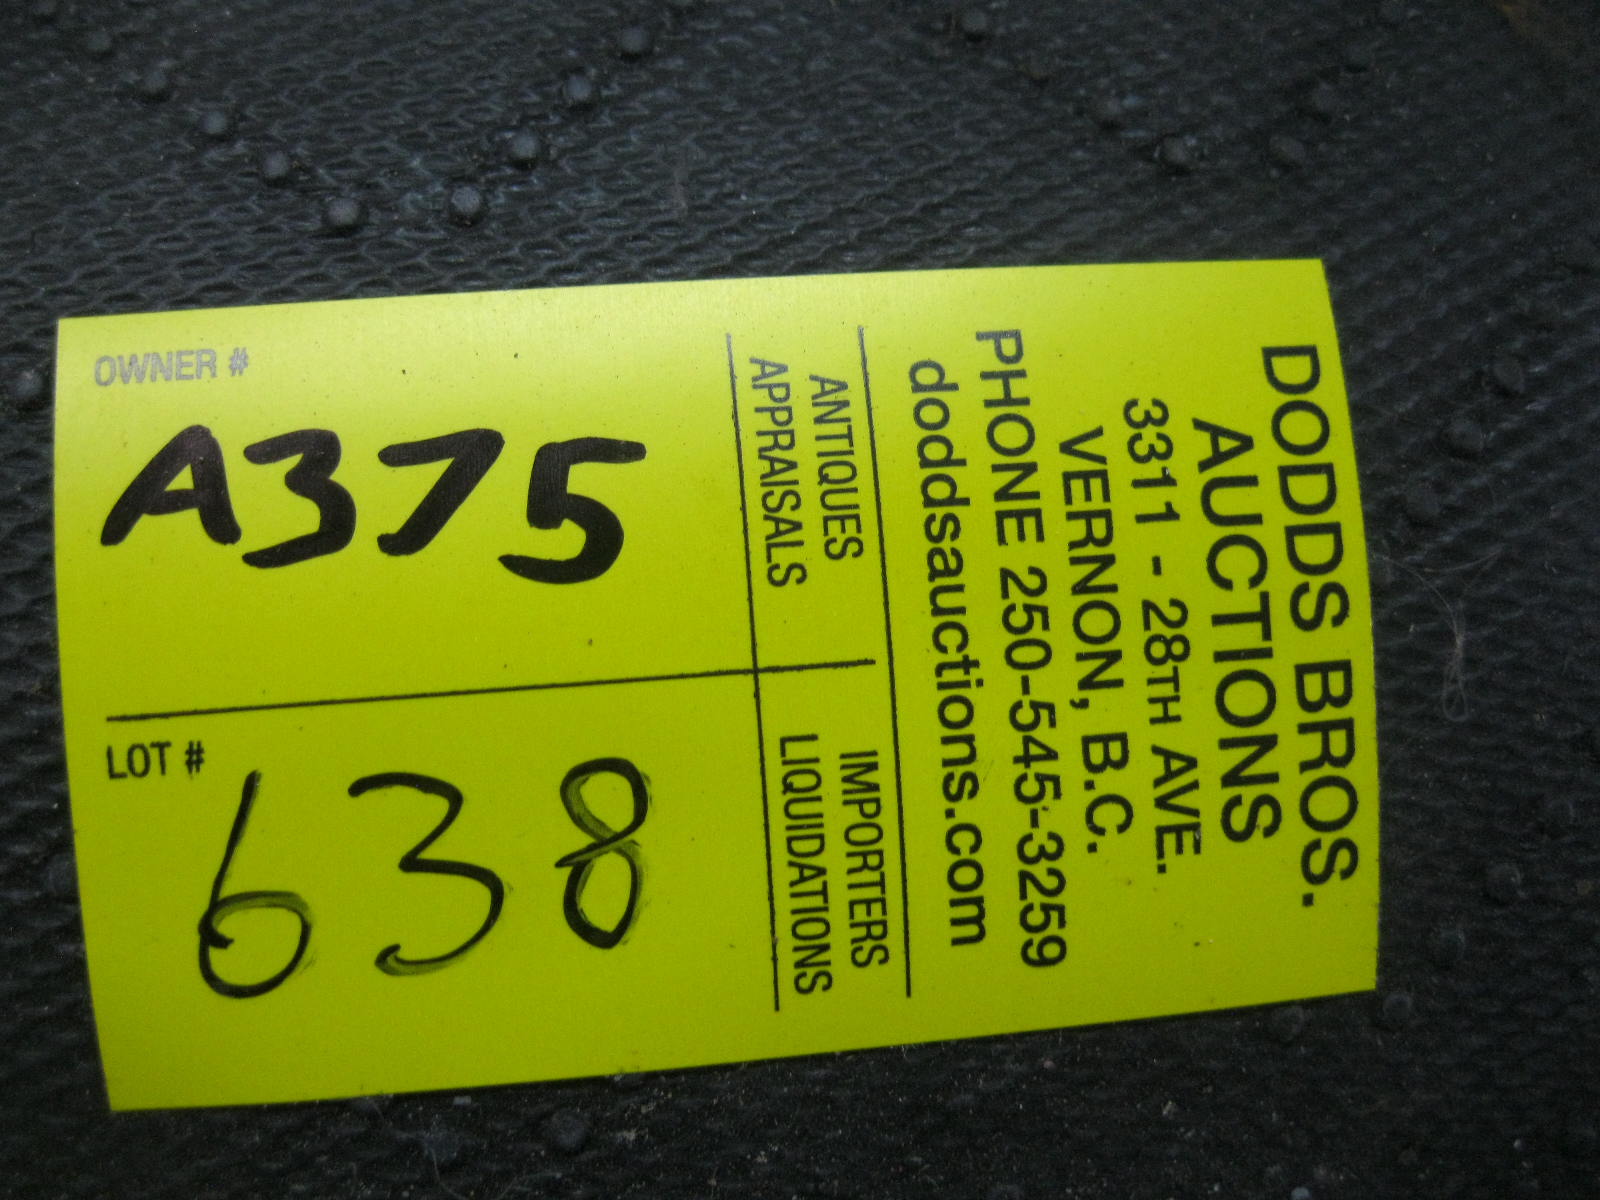 DODDS BROS.
AUCTIONS
3311 - 28TH AVE.
VERNON, B.C.
PHONE 250-545-3259
doddsauctions.com
ANTIQUES IMPORTERS
APPRAISALS LIQUIDATIONS
OWNER #
A375
LOT #
638